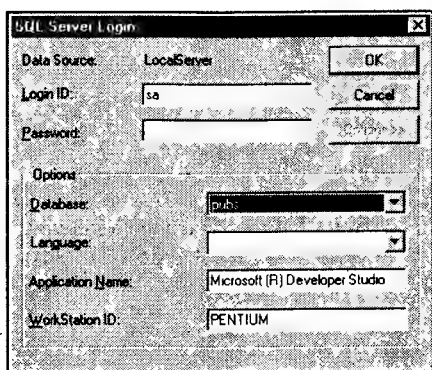 SQL Server Login
Data Source: LocalServer OK
Login ID: sa Cancel
Password:
Options
Database: pubs
Language:
Application Name: Microsoft (R) Developer Studio
WorkStation ID: PENTIUM